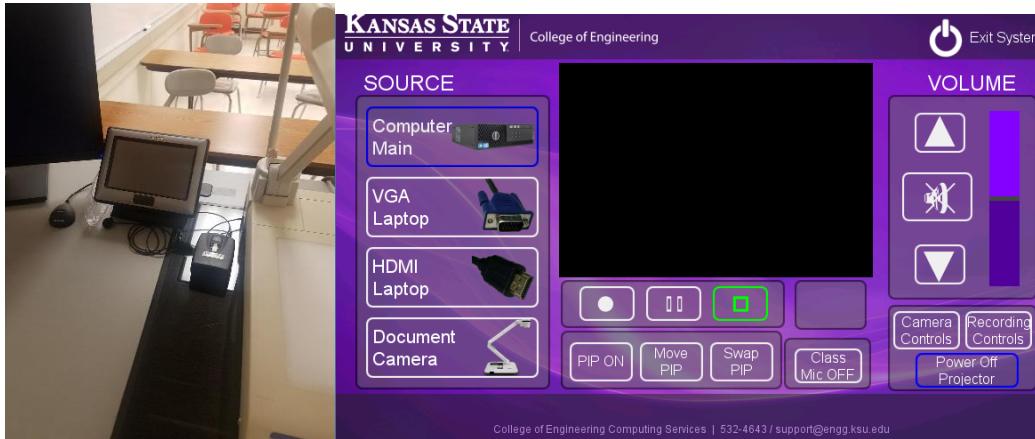 KANSAS STATE
UNIVERSITY
College of Engineering
Exit System
SOURCE
Computer
Main
VGA
Laptop
HDMI
Laptop
Document
Camera
PIP ON
Move
PIP
Swap
PIP
Class
Mic OFF
VOLUME
Camera
Controls
Recording
Controls
Power Off
Projector
College of Engineering Computing Services | 532-4643 / support@engg.ksu.edu